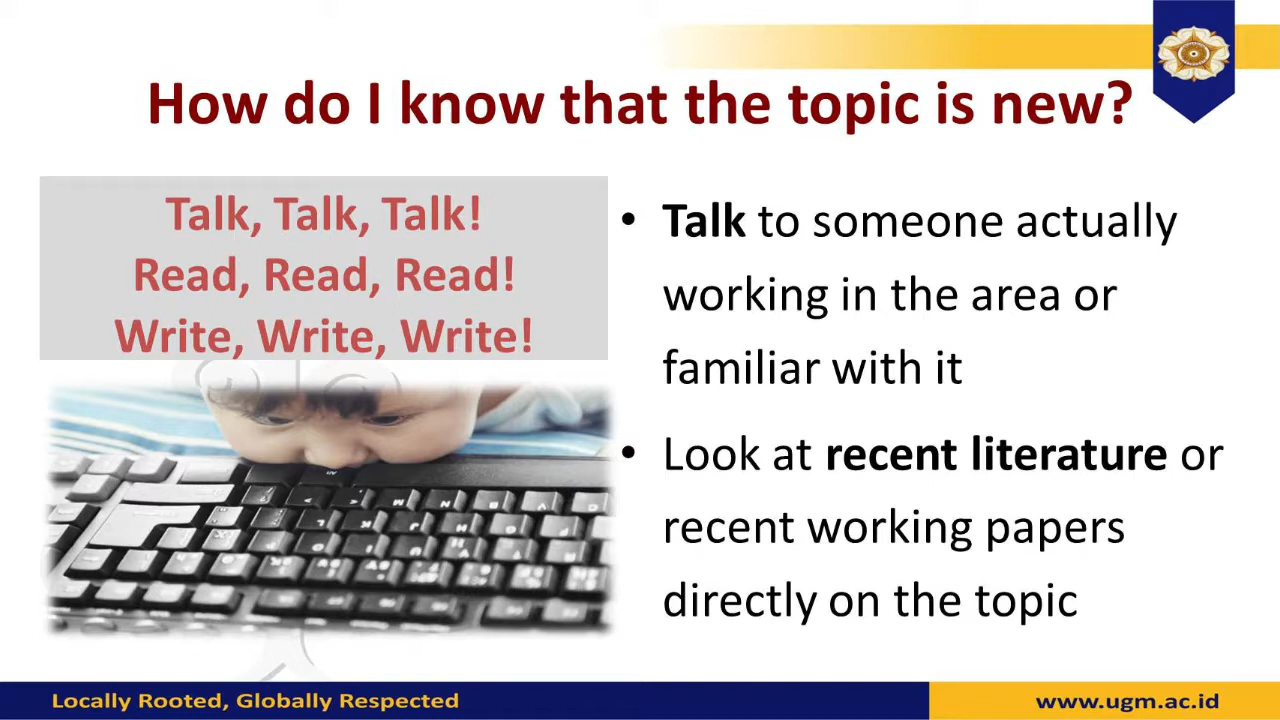 How do I know that the topic is new?
Talk, Talk, Talk!
Read, Read, Read!
Write, Write, Write!
• Talk to someone actually
working in the area or
familiar with it
• Look at recent literature or
recent working papers
directly on the topic
Locally Rooted, Globally Respected
www.ugm.ac.id